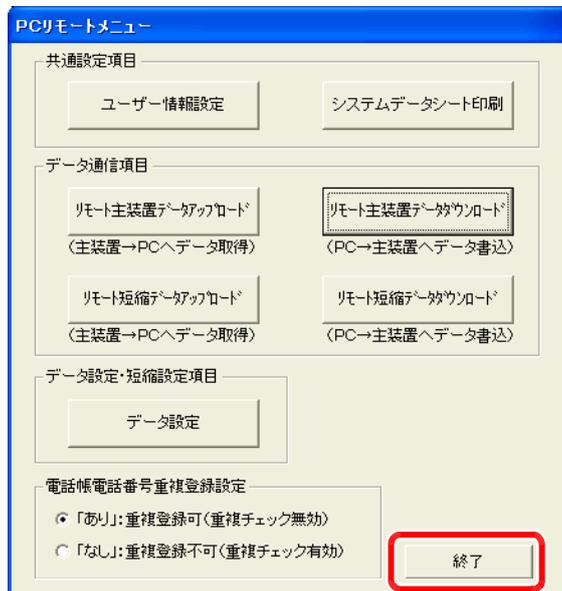 PCリモートメニュー
共通設定項目
ユーザー情報設定 システムデータシート印刷
データ通信項目
リモート主装置データアップロード リモート主装置データダウンロード
(主装置→PCへデータ取得) (PC→主装置へデータ書込)
リモート短縮データアップロード リモート短縮データダウンロード
(主装置→PCへデータ取得) (PC→主装置へデータ書込)
データ設定・短縮設定項目
データ設定
電話帳電話番号重複登録設定
「あり」:重複登録可(重複チェック無効)
「なし」:重複登録不可(重複チェック有効)
終了